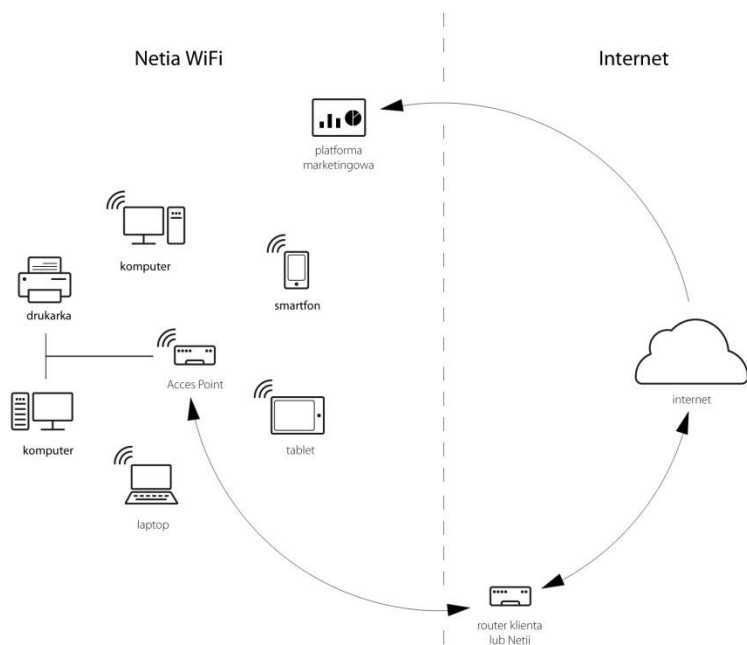 Netia WiFi
Internet
platforma
marketingowa
komputer
smartfon
drukarka
Acces Point
internet
komputer
tablet
laptop
router klienta
lub Netii